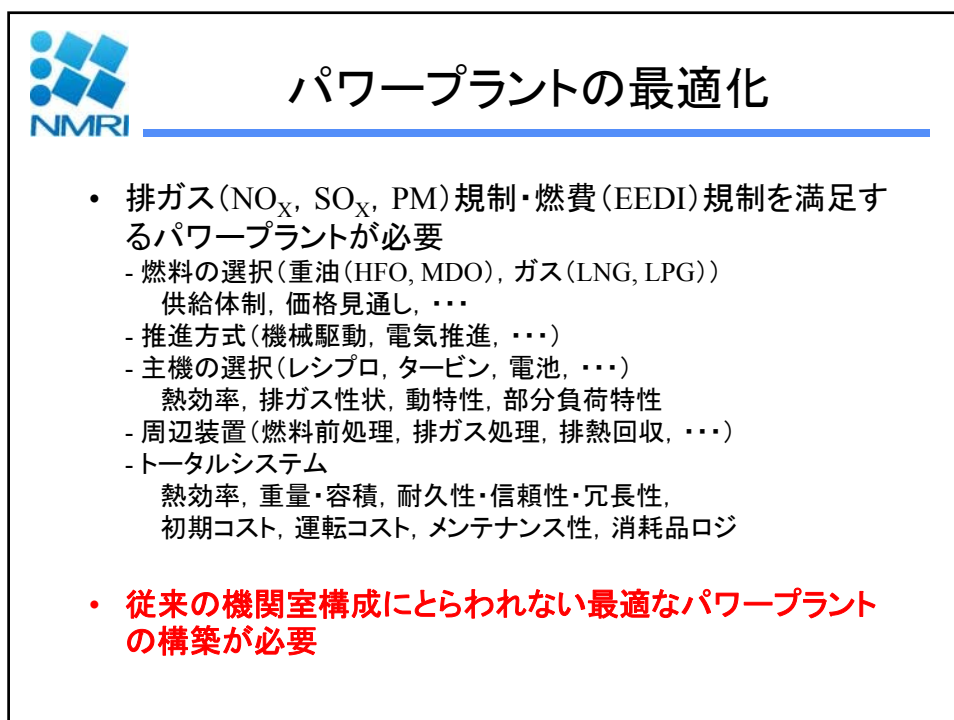 NMRI
パワープラントの最適化
• 排ガス(NOX, SOX, PM)規制・燃費(EEDI)規制を満足す
るパワープラントが必要
- 燃料の選択(重油(HFO, MDO), ガス(LNG, LPG))
供給体制, 価格見通し, ・・・
- 推進方式(機械駆動, 電気推進, ・・・)
- 主機の選択(レシプロ, タービン, 電池, ・・・)
熱効率, 排ガス性状, 動特性, 部分負荷特性
- 周辺装置(燃料前処理, 排ガス処理, 排熱回収, ・・・)
- トータルシステム
熱効率, 重量・容積, 耐久性・信頼性・冗長性,
初期コスト, 運転コスト, メンテナンス性, 消耗品ロジ
• 従来の機関室構成にとらわれない最適なパワープラント
の構築が必要